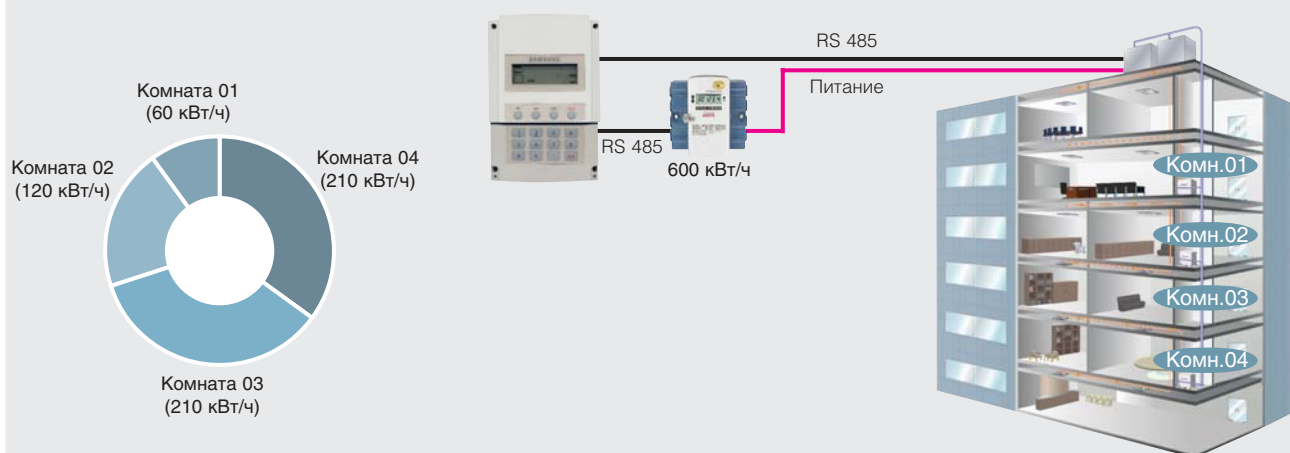 Комната 01
(60 кВт/ч)
Комната 02
(120 кВт/ч)
Комната 04
(210 кВт/ч)
Комната 03
(210 кВт/ч)
SAMSUNG
RS 485
Питание
RS 485
600 кВт/ч
Комн.01
Комн.02
Комн.03
Комн.04